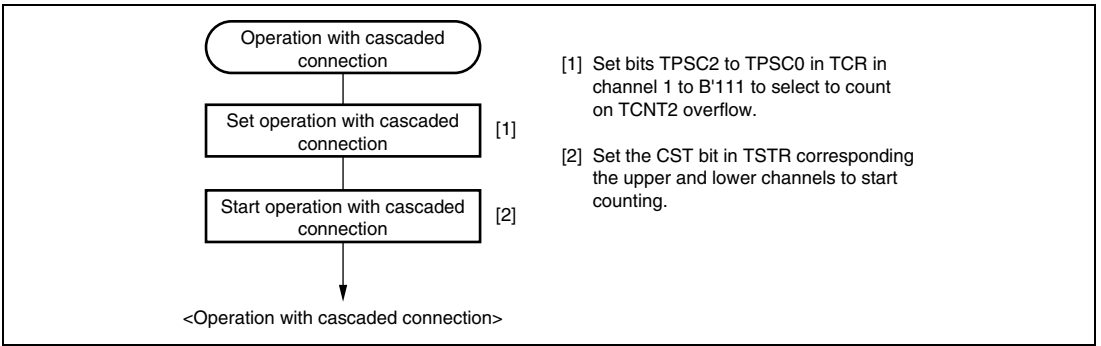 Operation with cascaded
connection
Set operation with cascaded
connection
[1]
Start operation with cascaded
connection
[2]
<Operation with cascaded connection>
[1] Set bits TPSC2 to TPSC0 in TCR in
channel 1 to B'111 to select to count
on TCNT2 overflow.
[2] Set the CST bit in TSTR corresponding
the upper and lower channels to start
counting.